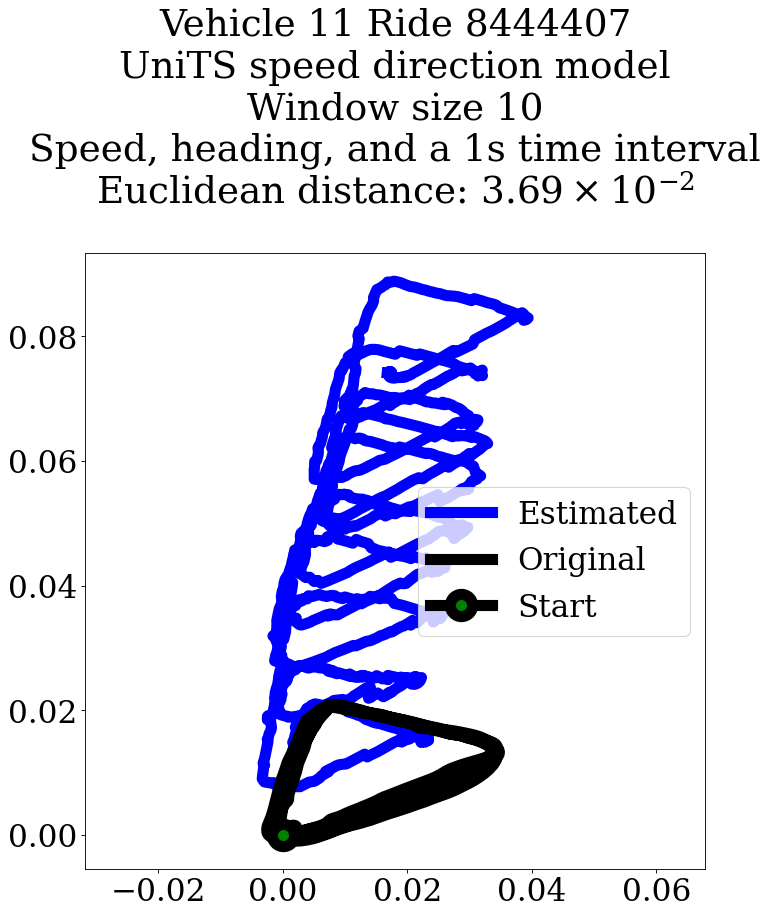 Vehicle 11 Ride 8444407
UniTS speed direction model
Window size 10
Speed, heading, and a 1s time interval
Euclidean distance: 3.69 × 10⁻²
0.08
0.06
0.04
0.02
0.00
Estimated
Original
Start
−0.02 0.00 0.02 0.04 0.06